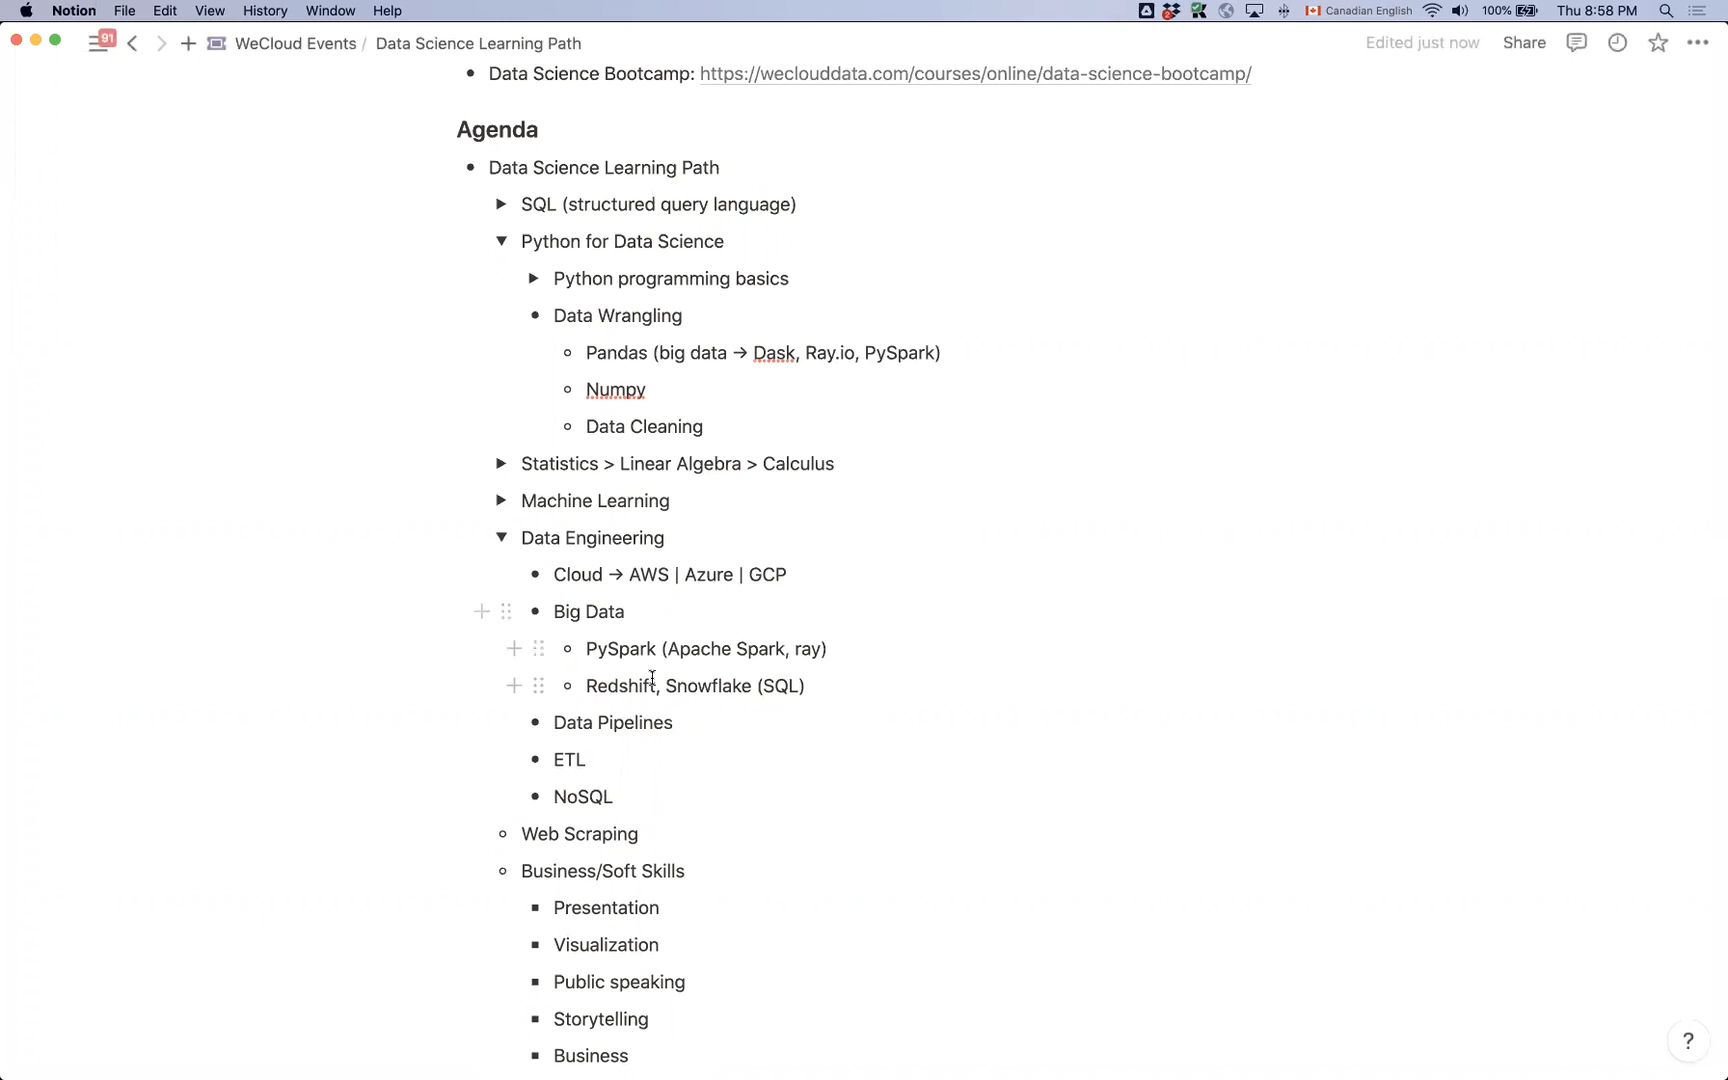 Notion File Edit View History Window Help 2 Canadian English 100% Thu 8:58 PM
91 WeCloud Events / Data Science Learning Path Edited just now Share
Data Science Bootcamp: https://weclouddata.com/courses/online/data-science-bootcamp/
Agenda
Data Science Learning Path
SQL (structured query language)
Python for Data Science
Python programming basics
Data Wrangling
Pandas (big data → Dask, Ray.io, PySpark)
Numpy
Data Cleaning
Statistics > Linear Algebra > Calculus
Machine Learning
Data Engineering
Cloud → AWS | Azure | GCP
Big Data
PySpark (Apache Spark, ray)
Redshift, Snowflake (SQL)
Data Pipelines
ETL
NoSQL
Web Scraping
Business/Soft Skills
Presentation
Visualization
Public speaking
Storytelling
Business
?